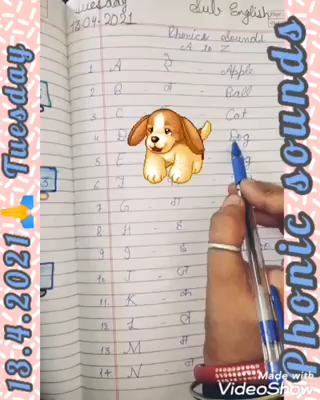 Tuesday
13.04.2021
Sub English
Phonics Sounds
A to Z
1 A ऐ Apple
2 B - ब - Ball
3 C Cat
4 D Dog
5 E
6 F
7 G - ग
8 H - ह
9 I - इ
10 J - ज
11. K - क
12. L - ल
13. M म
14. N - न
13.4.2021 🙏 Tuesday
Phonic sounds
Made with
VideoShow